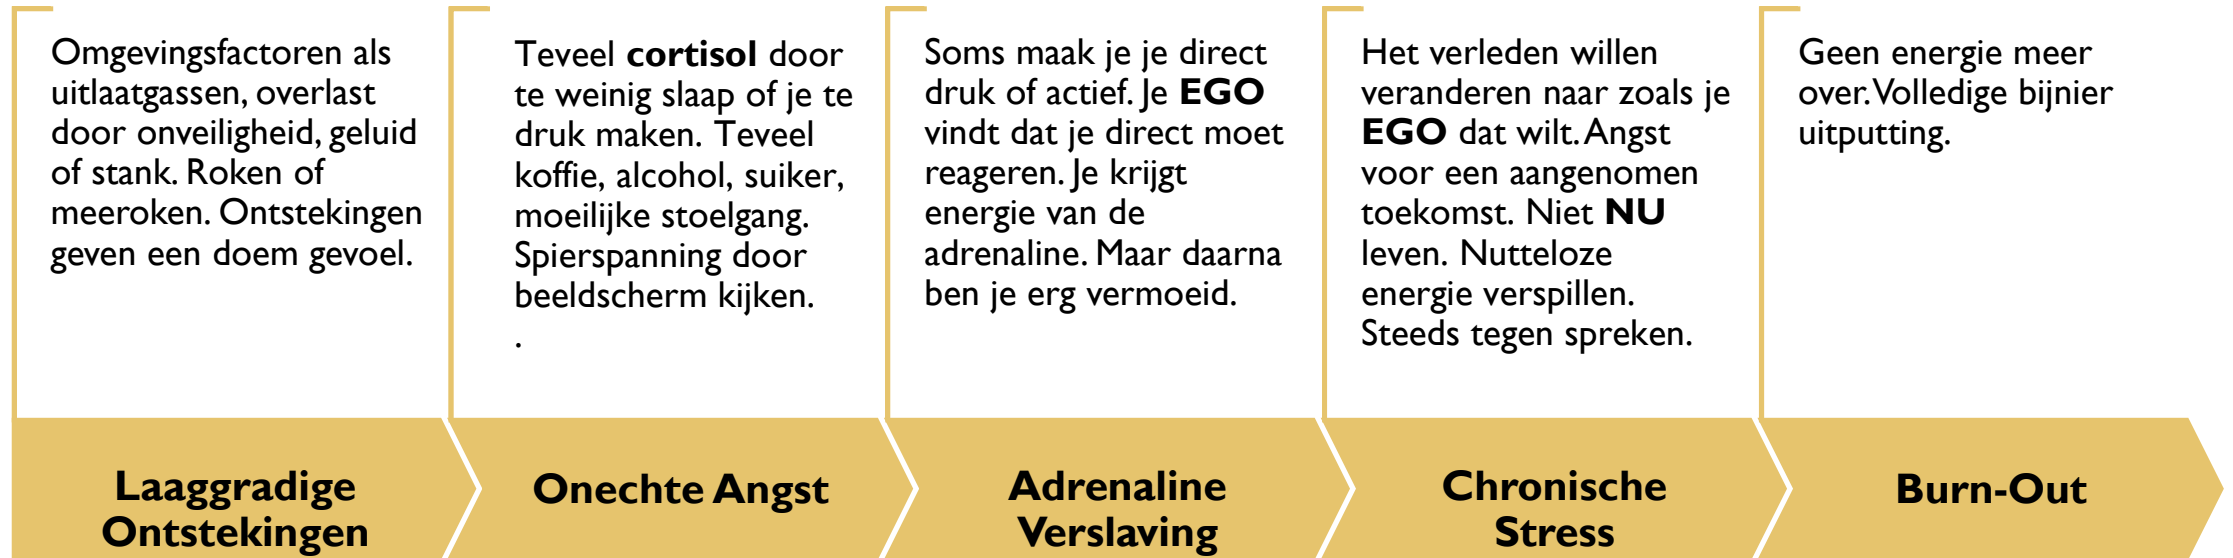 Omgevingsfactoren als
uitlaatgassen, overlast
door onveiligheid, geluid
of stank. Roken of
meeroken. Ontstekingen
geven een doem gevoel.
Teveel cortisol door
te weinig slaap of je te
druk maken. Teveel
koffie, alcohol, suiker,
moeilijke stoelgang.
Spierspanning door
beeldscherm kijken.
.
Soms maak je je direct
druk of actief. Je EGO
vindt dat je direct moet
reageren. Je krijgt
energie van de
adrenaline. Maar daarna
ben je erg vermoeid.
Het verleden willen
veranderen naar zoals je
EGO dat wilt. Angst
voor een aangenomen
toekomst. Niet NU
leven. Nutteloze
energie verspillen.
Steeds tegen spreken.
Geen energie meer
over. Volledige bijnier
uitputting.
Laaggradige
Ontstekingen
Onechte Angst
Adrenaline
Verslaving
Chronische
Stress
Burn-Out